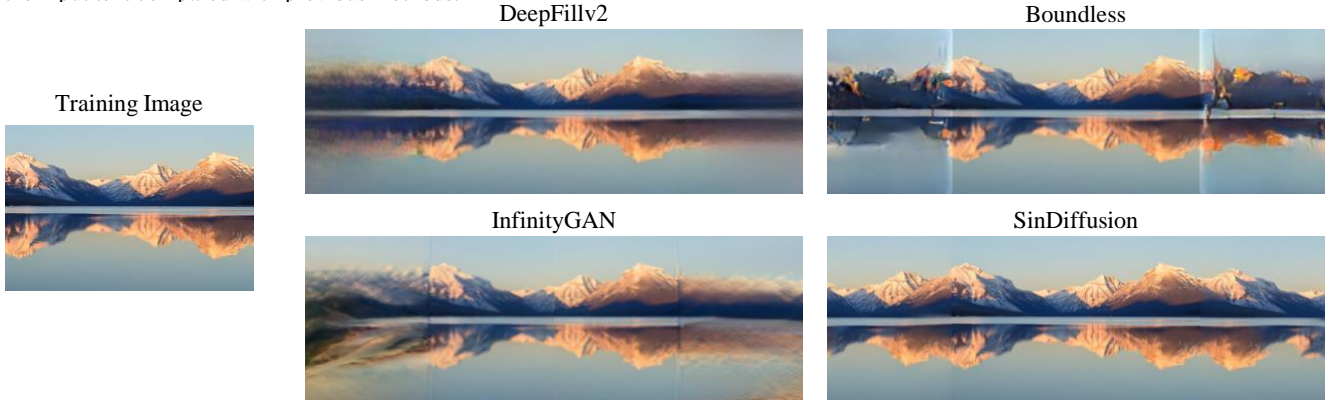 DeepFillv2
Boundless
Training Image
InfinityGAN
SinDiffusion